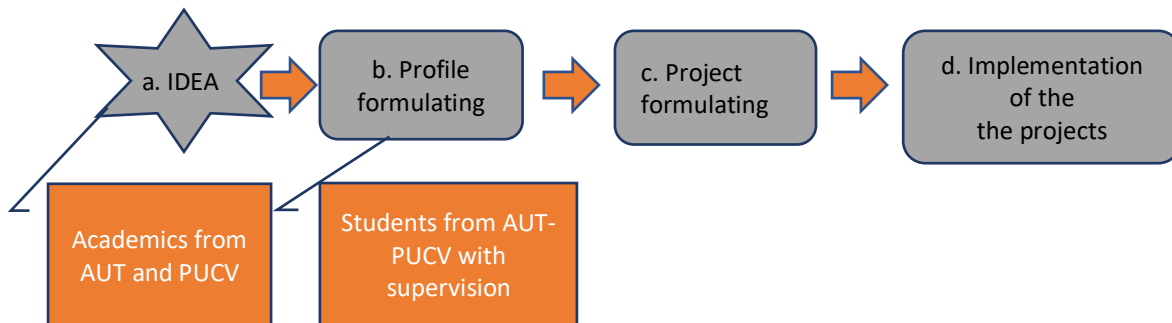 a. IDEA
b. Profile
formulating
c. Project
formulating
d. Implementation
of the
the projects
Academics from
AUT and PUCV
Students from AUT-
PUCV with
supervision